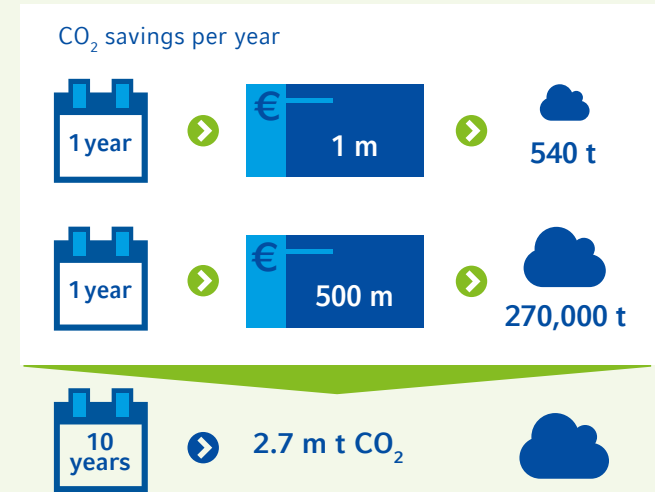 CO₂ savings per year
1 year
€
1 m
540 t
1 year
€
500 m
270,000 t
10
years
2.7 m t CO₂